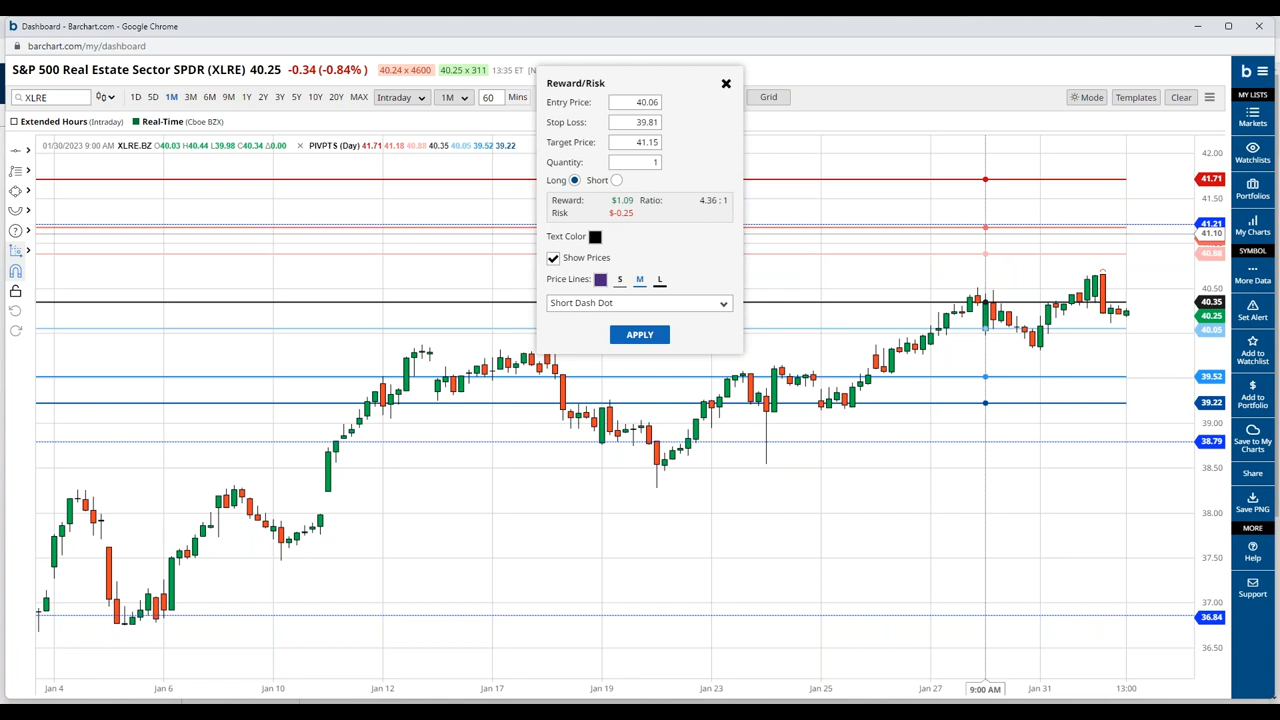 Dashboard - Barchart.com - Google Chrome
barchart.com/my/dashboard
S&P 500 Real Estate Sector SPDR (XLRE) 40.25 -0.34 (-0.84%) 40.24 x 4600 40.25 x 311 13:35 ET [N
XLRE 1D 5D 1M 3M 6M 9M 1Y 2Y 3Y 5Y 10Y 20Y MAX Intraday 1M 60 Mins Grid Mode Templates Clear
Extended Hours (Intraday) Real-Time (Cboe BZX)
01/30/2023 9:00 AM XLRE.BZ O40.03 H40.44 L39.98 C40.34 Δ0.00 × PIVPTS (Day) 41.71 41.18 40.88 40.35 40.05 39.52 39.22
Reward/Risk
Entry Price: 40.06
Stop Loss: 39.81
Target Price: 41.15
Quantity: 1
Long Short
Reward: $1.09 Ratio: 4.36 : 1
Risk $-0.25
Text Color
Show Prices
Price Lines: S M L
Short Dash Dot
APPLY
42.00
41.71
41.50
41.21
41.10
40.88
40.50
40.35
40.25
40.05
39.52
39.22
39.00
38.79
38.50
38.00
37.50
37.00
36.84
36.50
Jan 4 Jan 6 Jan 10 Jan 12 Jan 17 Jan 19 Jan 23 Jan 25 Jan 27 9:00 AM Jan 31 13:00
b
MY LISTS
Markets
Watchlists
Portfolios
My Charts
SYMBOL
More Data
Set Alert
Add to
Watchlist
Add to
Portfolio
Save to My
Charts
Share
Save PNG
MORE
Help
Support